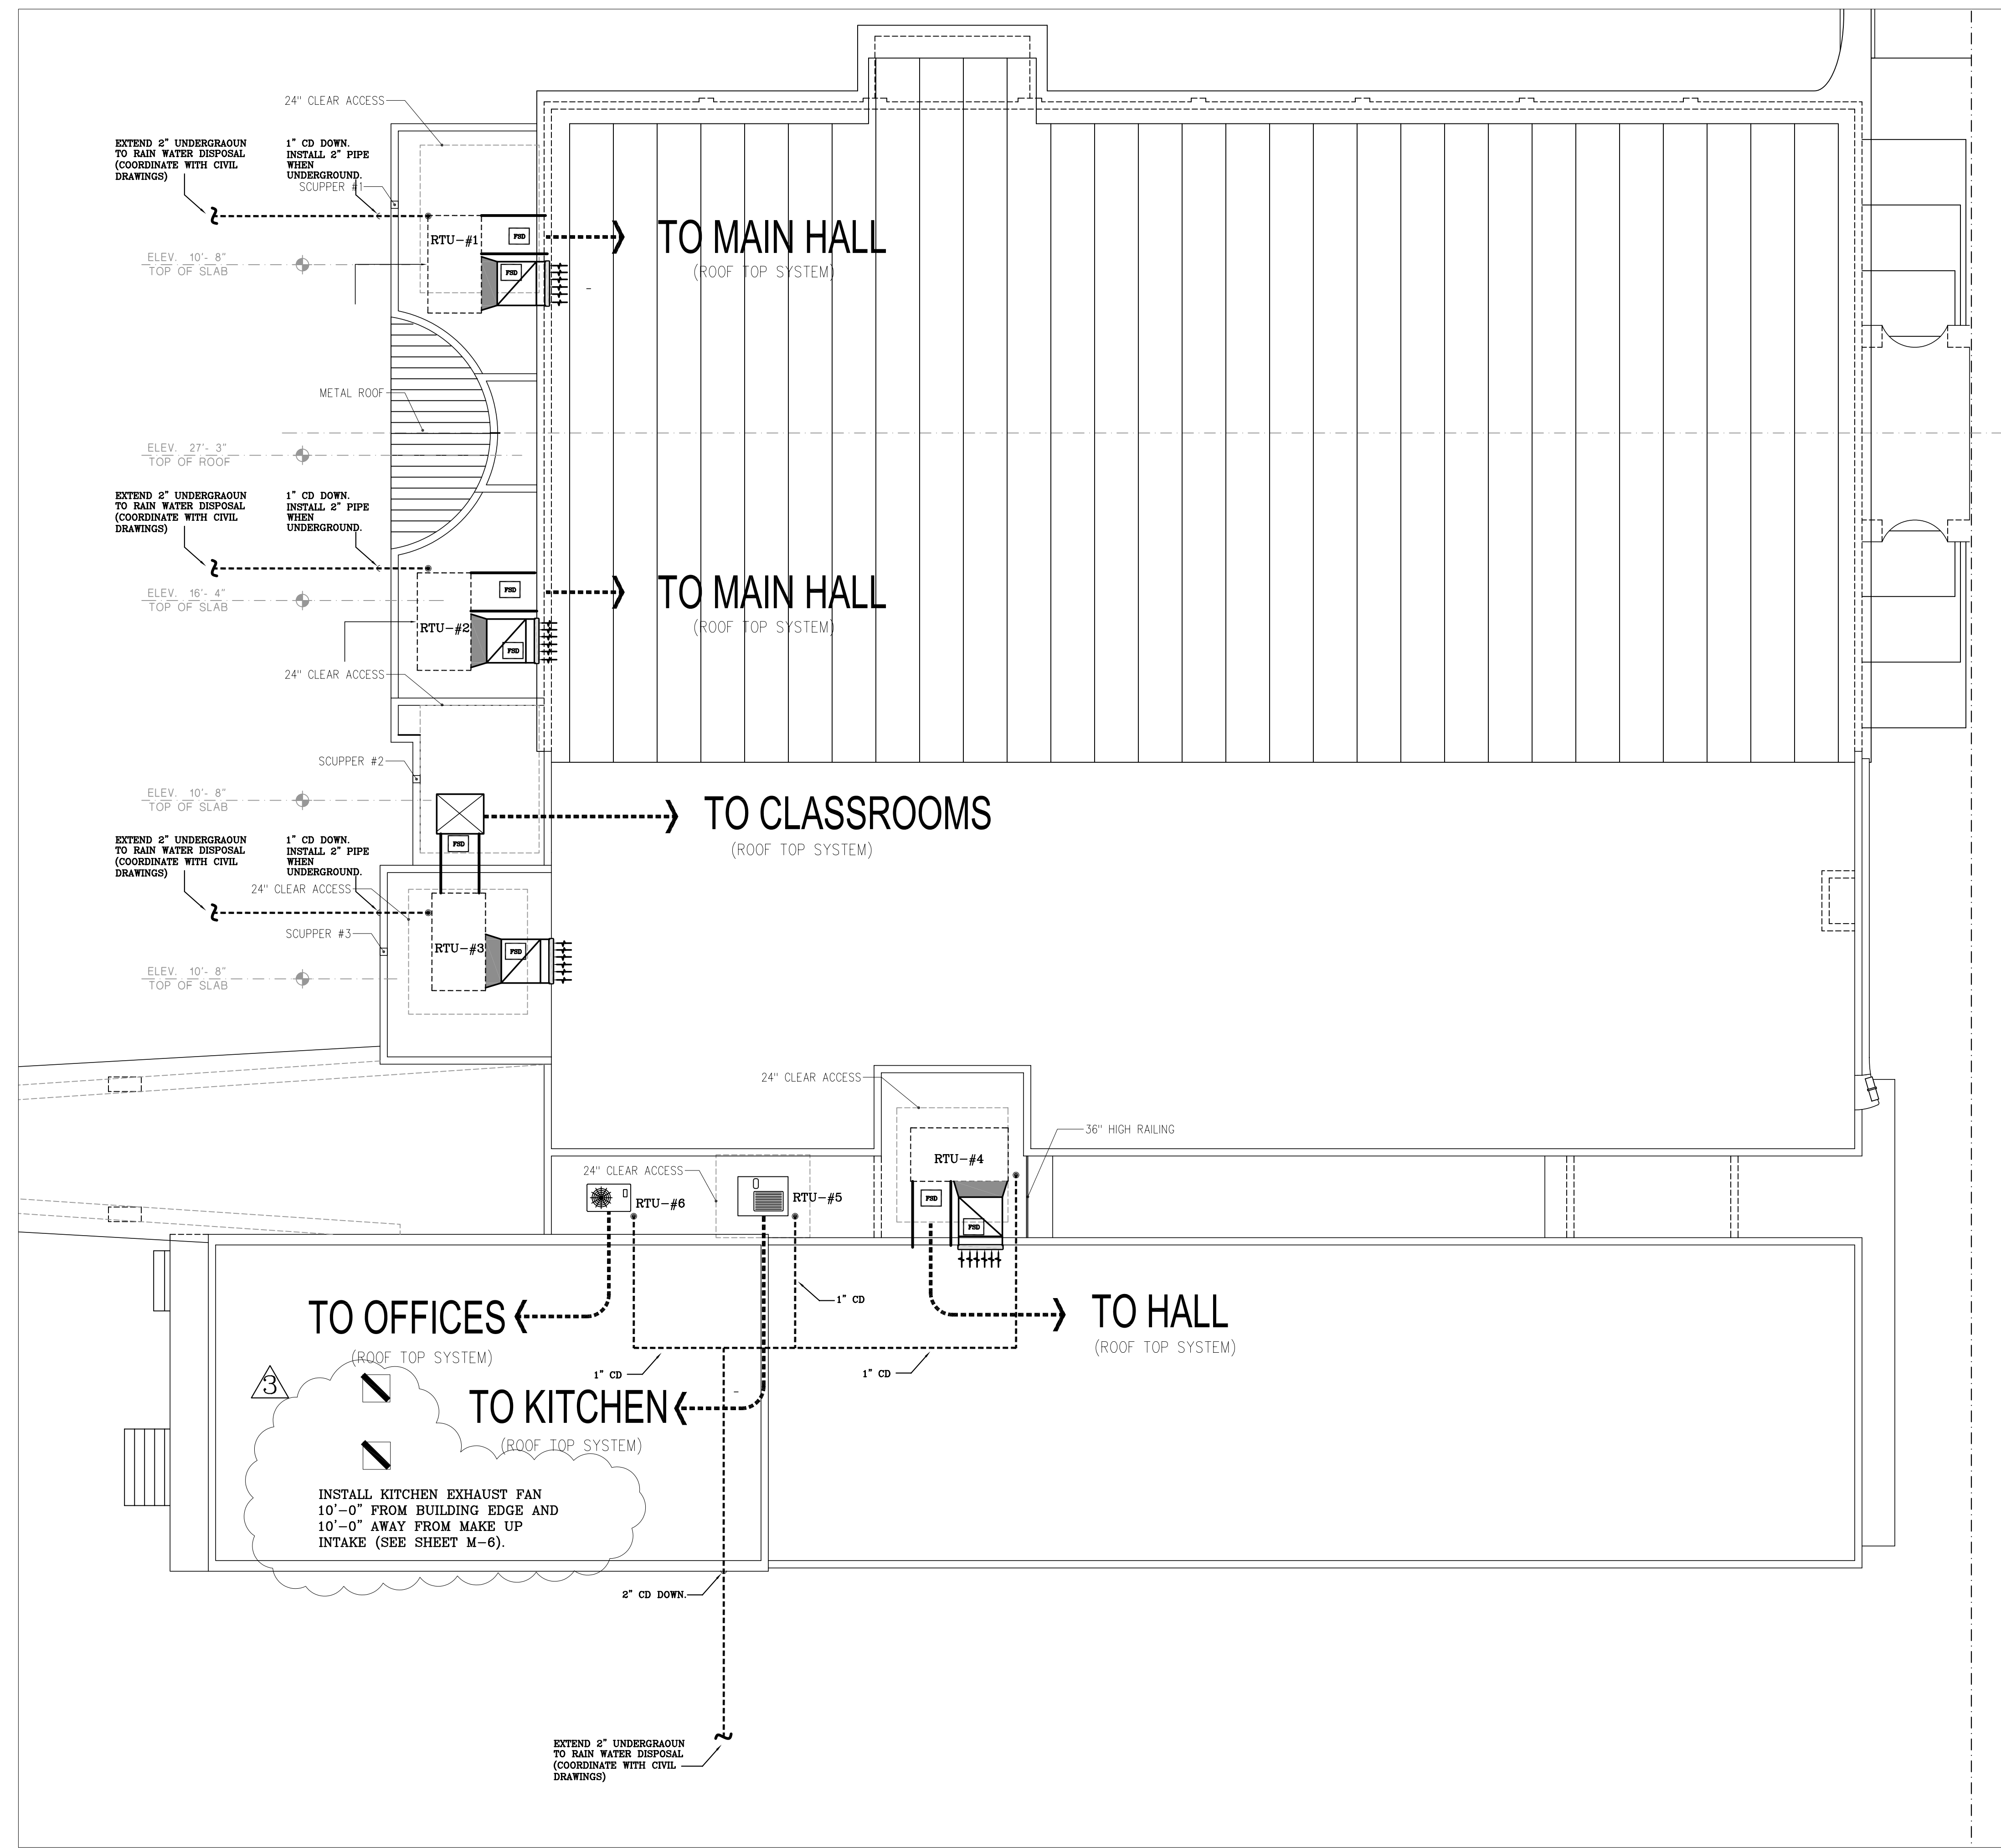 24" CLEAR ACCESS
EXTEND 2" UNDERGRAOUN
TO RAIN WATER DISPOSAL
(COORDINATE WITH CIVIL
DRAWINGS)
1" CD DOWN.
INSTALL 2" PIPE
WHEN
UNDERGROUND.
SCUPPER #1
RTU-#1
FSD
FSD
TO MAIN HALL
(ROOF TOP SYSTEM)
ELEV. 10'- 8"
TOP OF SLAB
METAL ROOF
ELEV. 27'- 3"
TOP OF ROOF
EXTEND 2" UNDERGRAOUN
TO RAIN WATER DISPOSAL
(COORDINATE WITH CIVIL
DRAWINGS)
1" CD DOWN.
INSTALL 2" PIPE
WHEN
UNDERGROUND.
ELEV. 16'- 4"
TOP OF SLAB
FSD
TO MAIN HALL
(ROOF TOP SYSTEM)
RTU-#2
FSD
24" CLEAR ACCESS
SCUPPER #2
ELEV. 10'- 8"
TOP OF SLAB
TO CLASSROOMS
(ROOF TOP SYSTEM)
FSD
EXTEND 2" UNDERGRAOUN
TO RAIN WATER DISPOSAL
(COORDINATE WITH CIVIL
DRAWINGS)
1" CD DOWN.
INSTALL 2" PIPE
WHEN
UNDERGROUND.
24" CLEAR ACCESS
SCUPPER #3
RTU-#3
FSD
ELEV. 10'- 8"
TOP OF SLAB
24" CLEAR ACCESS
36" HIGH RAILING
RTU-#4
24" CLEAR ACCESS
RTU-#6
RTU-#5
FSD
FSD
1" CD
TO OFFICES
(ROOF TOP SYSTEM)
TO HALL
(ROOF TOP SYSTEM)
1" CD
1" CD
3
TO KITCHEN
(ROOF TOP SYSTEM)
INSTALL KITCHEN EXHAUST FAN
10'-0" FROM BUILDING EDGE AND
10'-0" AWAY FROM MAKE UP
INTAKE (SEE SHEET M-6).
2" CD DOWN.
EXTEND 2" UNDERGRAOUN
TO RAIN WATER DISPOSAL
(COORDINATE WITH CIVIL
DRAWINGS)